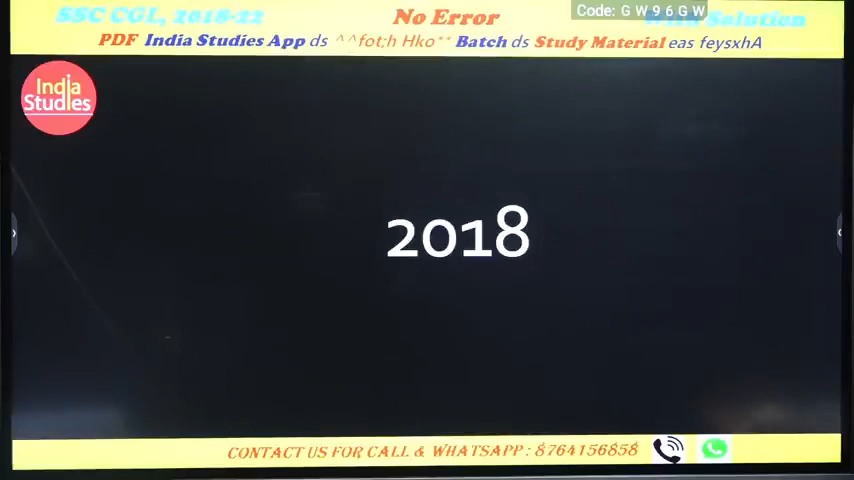 SSC CGL, 2018-22
No Error
Code: G W 9 6 G W
With Solution
PDF India Studies App ds ^^fot;h Hko** Batch ds Study Material eas feysxhA
India
Studies
2018
CONTACT US FOR CALL & WHATSAPP : 8764156858